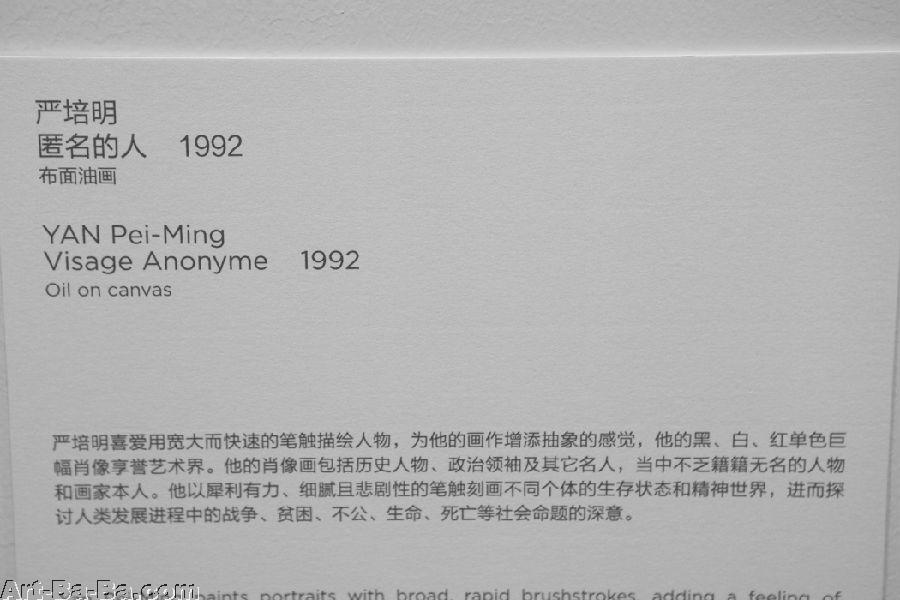 严培明
匿名的人 1992
布面油画
YAN Pei-Ming
Visage Anonyme 1992
Oil on canvas
严培明喜爱用宽大而快速的笔触描绘人物，为他的画作增添抽象的感觉，他的黑、白、红单色巨
幅肖像享誉艺术界。他的肖像画包括历史人物、政治领袖及其它名人，当中不乏籍籍无名的人物
和画家本人。他以犀利有力、细腻且悲剧性的笔触刻画不同个体的生存状态和精神世界，进而探
讨人类发展进程中的战争、贫困、不公、生命、死亡等社会命题的深意。
paints portraits with broad, rapid brushstrokes, adding a feeling of
Art-Ba-Ba.com